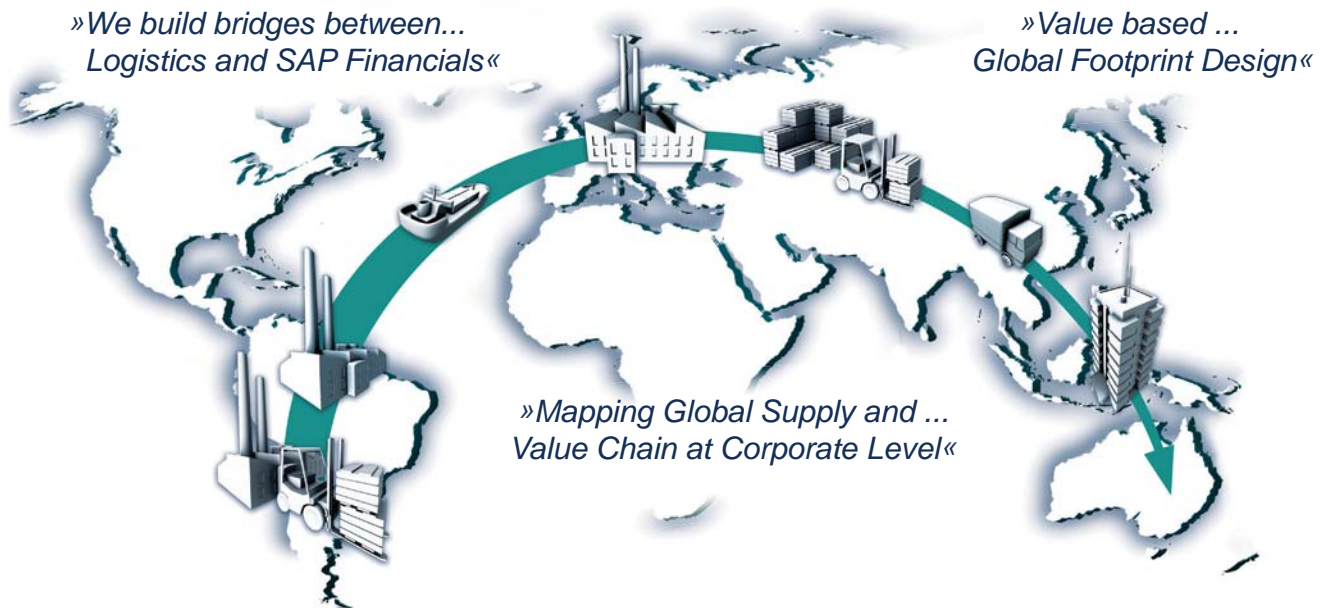 »We build bridges between...
Logistics and SAP Financials«
»Value based ...
Global Footprint Design«
»Mapping Global Supply and ...
Value Chain at Corporate Level«